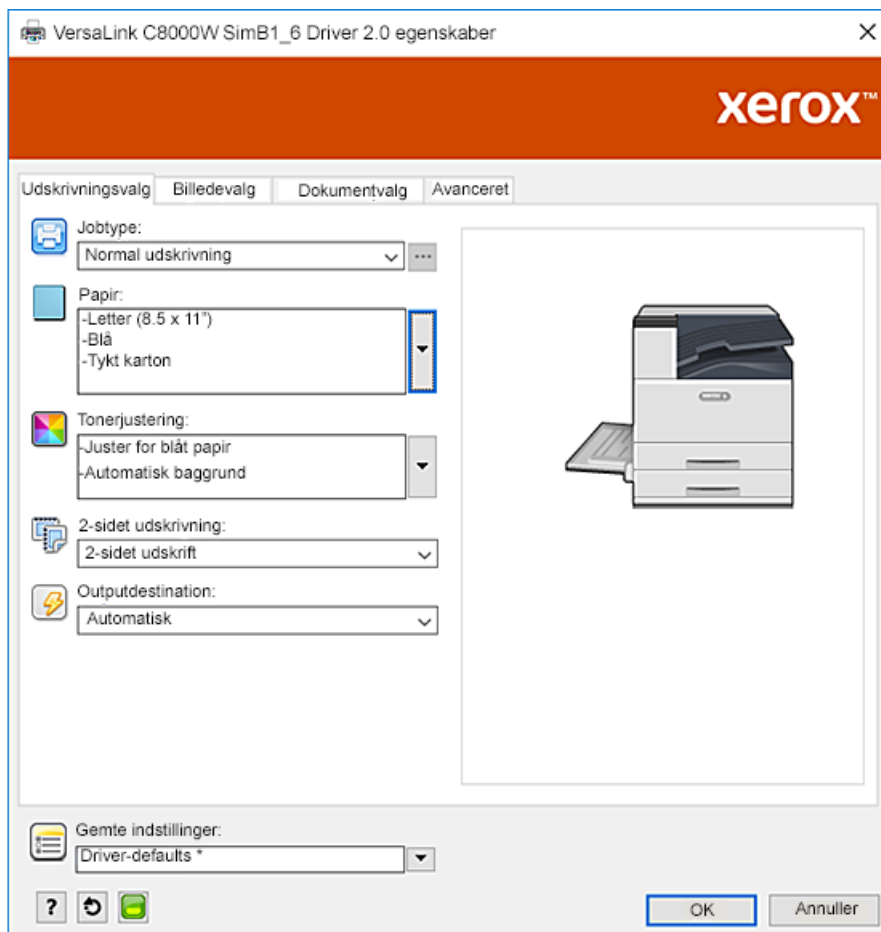 VersaLink C8000W SimB1_6 Driver 2.0 egenskaber
xerox™
Udskrivningsvalg Billedevalg Dokumentvalg Avanceret
Jobtype:
Normal udskrivning
Papir:
-Letter (8.5 x 11”)
-Blå
-Tykt karton
Tonerjustering:
-Juster for blåt papir
-Automatisk baggrund
2-sidet udskrivning:
2-sidet udskrift
Outputdestination:
Automatisk
Gemte indstillinger:
Driver-defaults *
?
OK Annuller